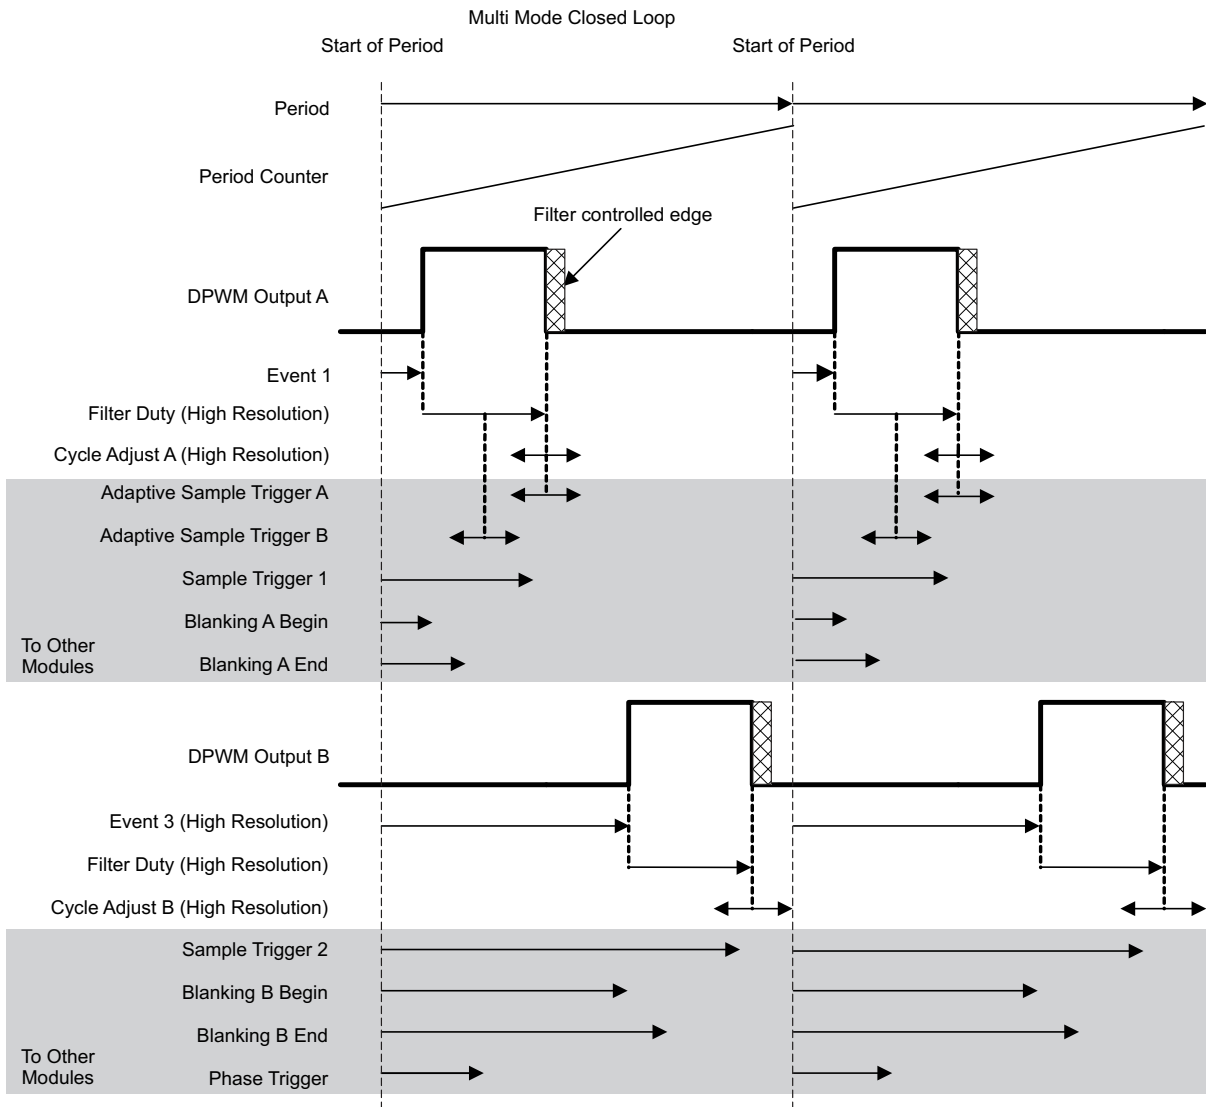 Multi Mode Closed Loop
Start of Period
Start of Period
Period
Period Counter
Filter controlled edge
DPWM Output A
Event 1
Filter Duty (High Resolution)
Cycle Adjust A (High Resolution)
Adaptive Sample Trigger A
Adaptive Sample Trigger B
Sample Trigger 1
Blanking A Begin
To Other
Modules
Blanking A End
DPWM Output B
Event 3 (High Resolution)
Filter Duty (High Resolution)
Cycle Adjust B (High Resolution)
Sample Trigger 2
Blanking B Begin
Blanking B End
To Other
Modules
Phase Trigger